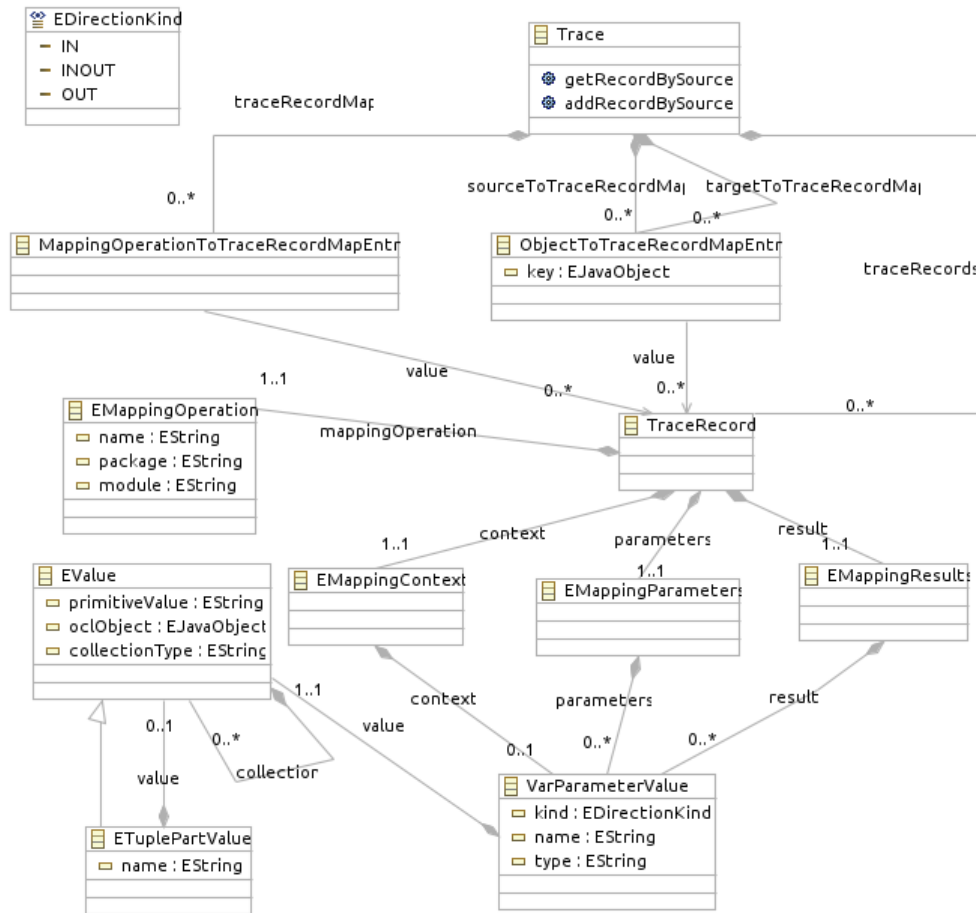 EDirectionKind
IN
INOUT
OUT
Trace
getRecordBySource
addRecordBySource
traceRecordMap
0..*
sourceToTraceRecordMap
targetToTraceRecordMap
0..*
0..*
MappingOperationToTraceRecordMapEntr
ObjectToTraceRecordMapEntr
key : EJavaObject
traceRecords
value
0..*
value
0..*
0..*
1..1
EMappingOperation
name : EString
package : EString
module : EString
mappingOperation
TraceRecord
context
1..1
parameters
1..1
result
1..1
EValue
primitiveValue : EString
oclObject : EJavaObject
collectionType : EString
EMappingContext
EMappingParameters
EMappingResults
1..1
value
context
0..1
parameters
0..*
result
0..*
0..1
value
0..*
collection
VarParameterValue
kind : EDirectionKind
name : EString
type : EString
ETuplePartValue
name : EString